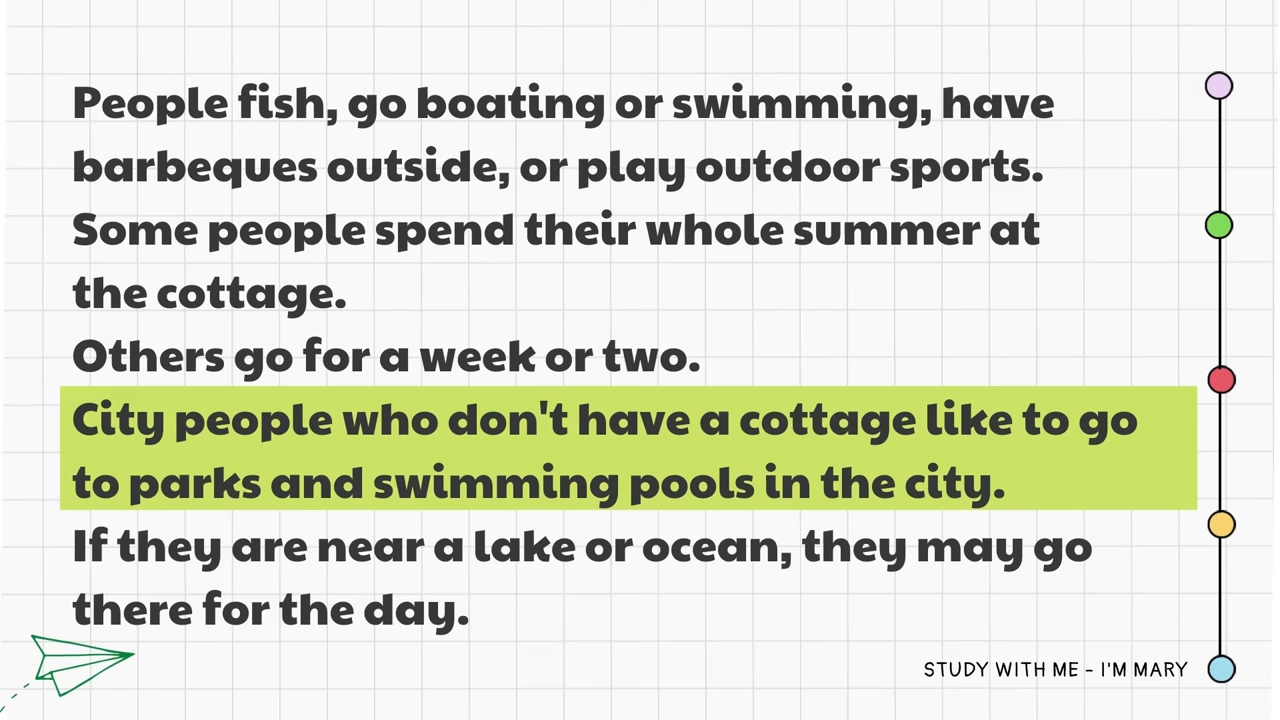 People fish, go boating or swimming, have
barbeques outside, or play outdoor sports.
Some people spend their whole summer at
the cottage.
Others go for a week or two.
City people who don't have a cottage like to go
to parks and swimming pools in the city.
If they are near a lake or ocean, they may go
there for the day.
STUDY WITH ME - I'M MARY